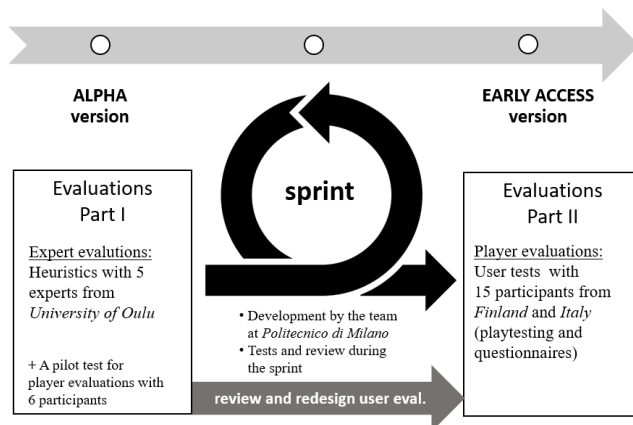 ALPHA
version
EARLY ACCESS
version
Evaluations
Part I
Expert evalutions:
Heuristics with 5
experts from
University of Oulu
+ A pilot test for
player evaluations with
6 participants
sprint
• Development by the team
at Politecnico di Milano
• Tests and review during
the sprint
review and redesign user eval.
Evaluations
Part II
Player evaluations:
User tests with
15 participants from
Finland and Italy
(playtesting and
questionnaires)